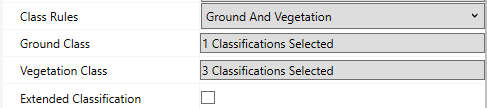 Class Rules Ground And Vegetation
Ground Class 1 Classifications Selected
Vegetation Class 3 Classifications Selected
Extended Classification